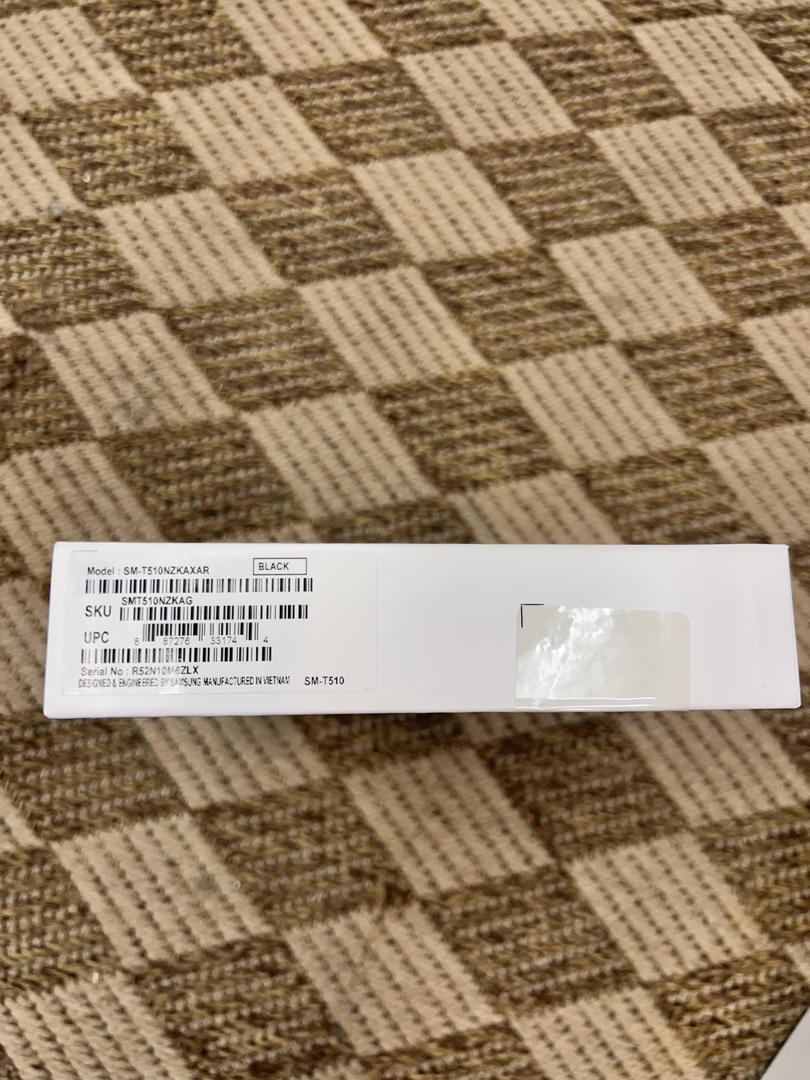 Model : SM-T510NZKAXAR BLACK
SMT510NZKAG
SKU
UPC 8 87276 33174 4
Serial No : R52N10M6ZLX
DESIGNED & ENGINEERED BY SAMSUNG MANUFACTURED IN VIETNAM SM-T510